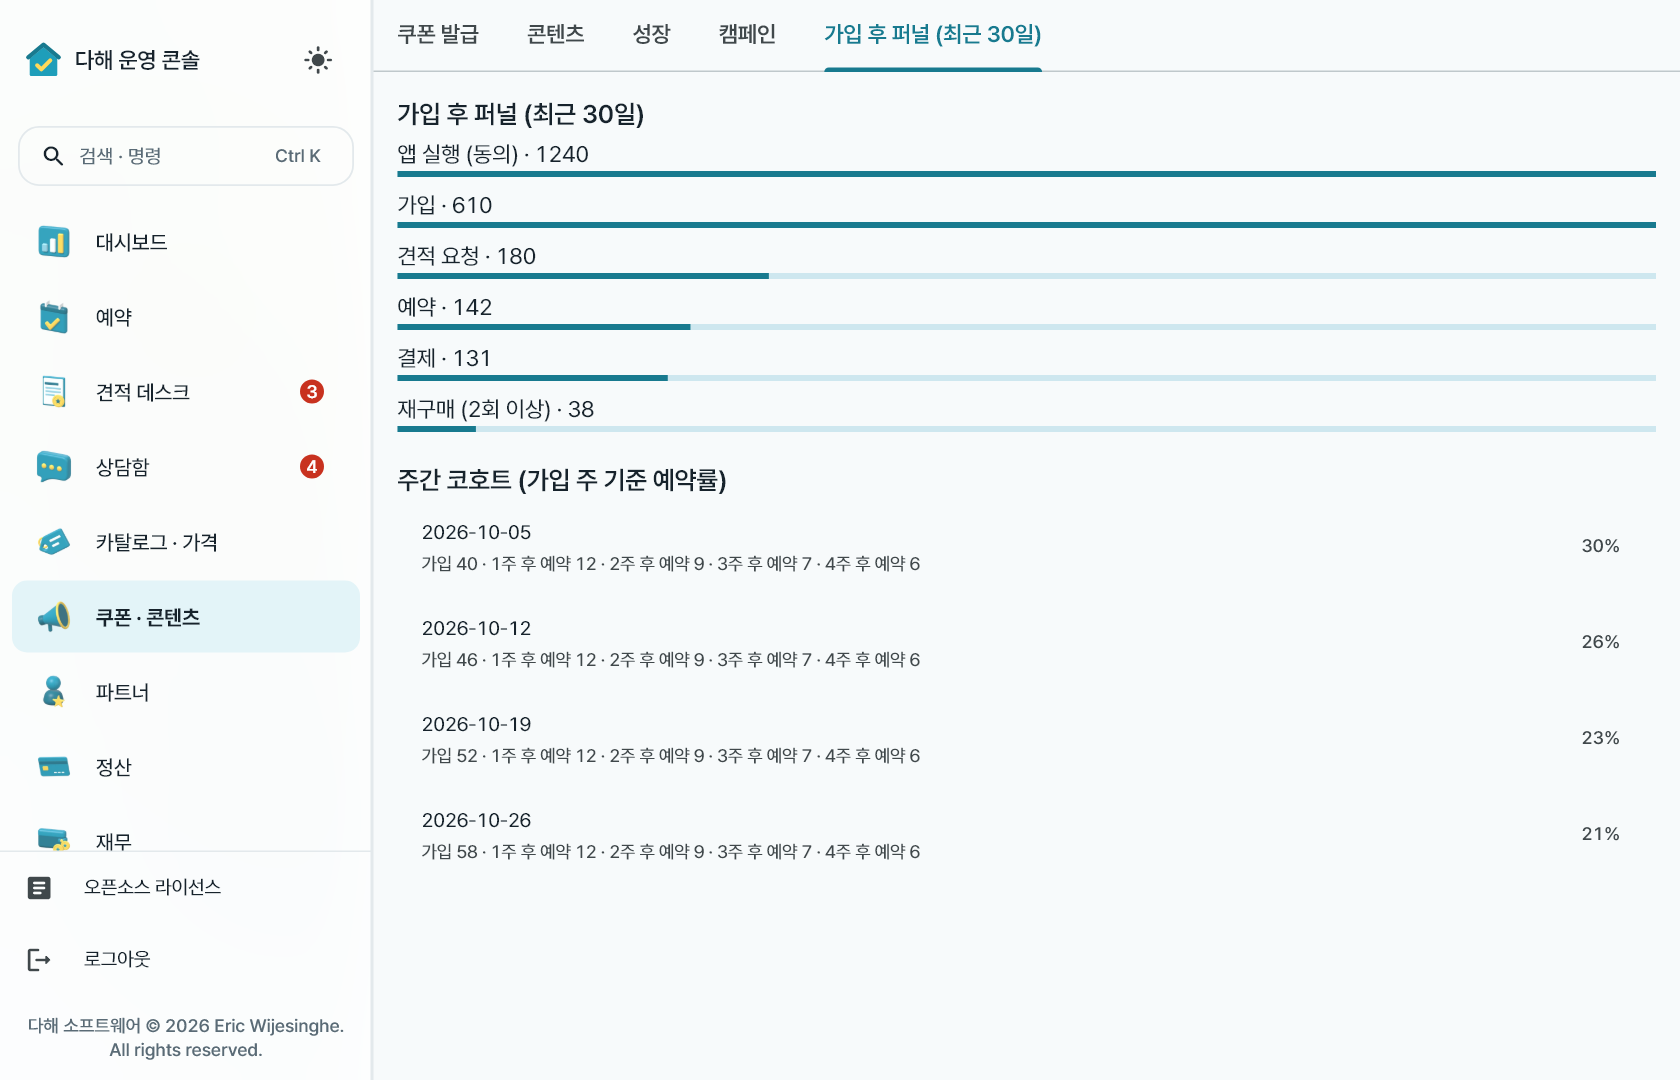 다해 운영 콘솔
검색 · 명령
Ctrl K
대시보드
예약
견적 데스크
3
상담함
4
카탈로그 · 가격
쿠폰 · 콘텐츠
파트너
정산
재무
오픈소스 라이선스
로그아웃
다해 소프트웨어 © 2026 Eric Wijesinghe.
All rights reserved.
쿠폰 발급
콘텐츠
성장
캠페인
가입 후 퍼널 (최근 30일)
가입 후 퍼널 (최근 30일)
앱 실행 (동의) · 1240
가입 · 610
견적 요청 · 180
예약 · 142
결제 · 131
재구매 (2회 이상) · 38
주간 코호트 (가입 주 기준 예약률)
2026-10-05
가입 40 · 1주 후 예약 12 · 2주 후 예약 9 · 3주 후 예약 7 · 4주 후 예약 6
30%
2026-10-12
가입 46 · 1주 후 예약 12 · 2주 후 예약 9 · 3주 후 예약 7 · 4주 후 예약 6
26%
2026-10-19
가입 52 · 1주 후 예약 12 · 2주 후 예약 9 · 3주 후 예약 7 · 4주 후 예약 6
23%
2026-10-26
가입 58 · 1주 후 예약 12 · 2주 후 예약 9 · 3주 후 예약 7 · 4주 후 예약 6
21%